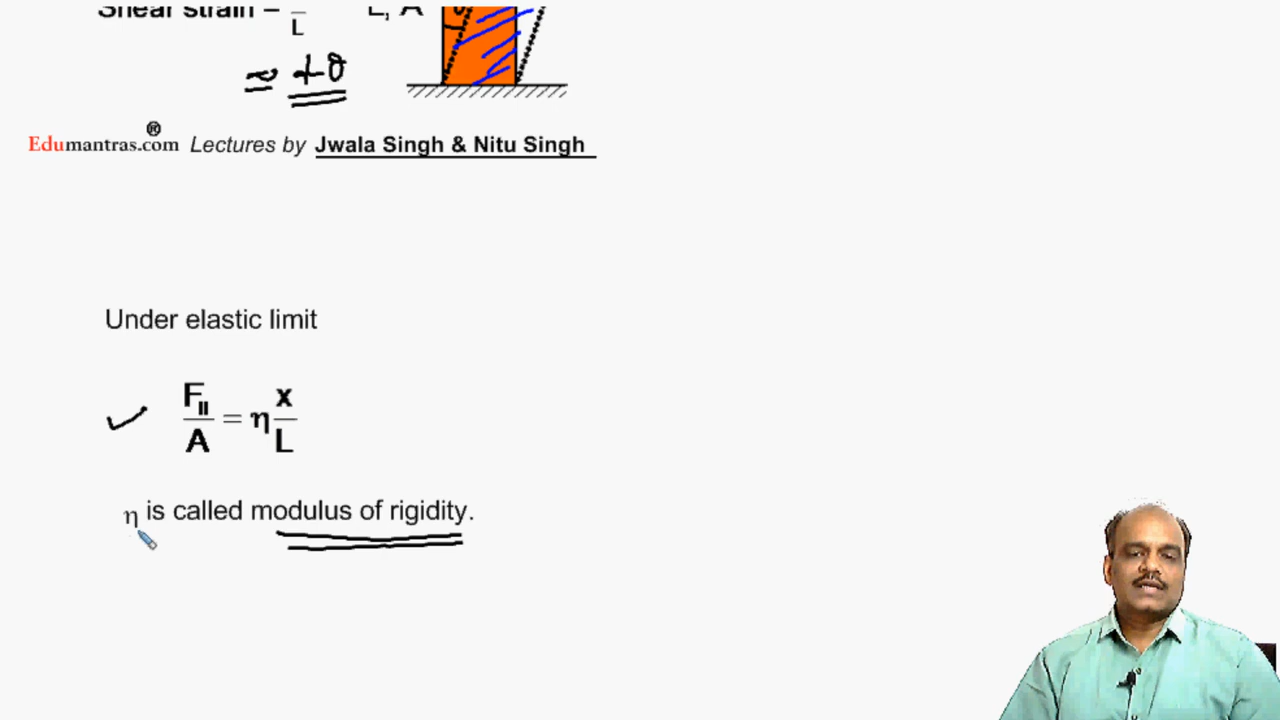 Shear strain = — L, A θ
L
≈ +θ
Edumantras.com ® Lectures by Jwala Singh & Nitu Singh
Under elastic limit
F|| / A = η x / L
η is called modulus of rigidity.